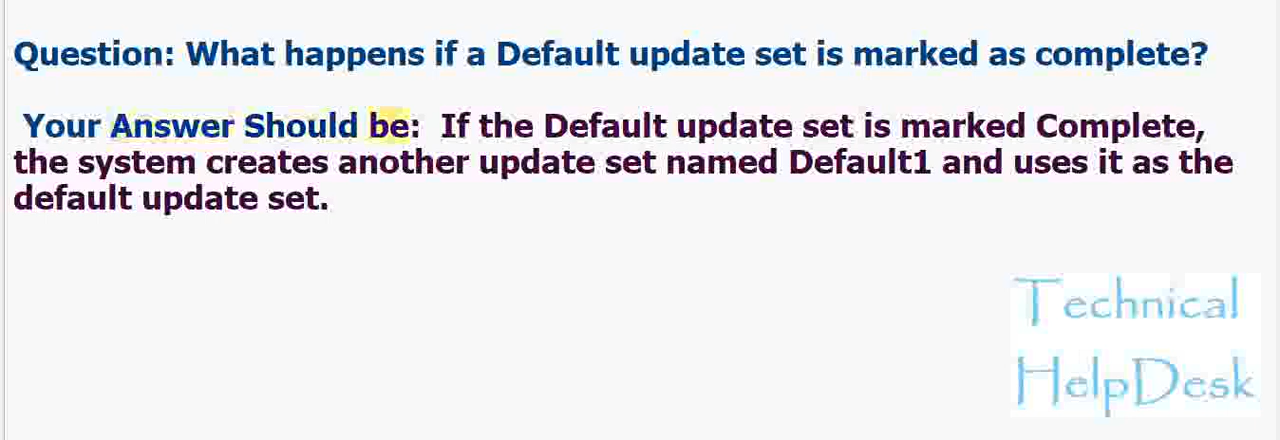 Question: What happens if a Default update set is marked as complete?
Your Answer Should be: If the Default update set is marked Complete,
the system creates another update set named Default1 and uses it as the
default update set.
Technical
HelpDesk